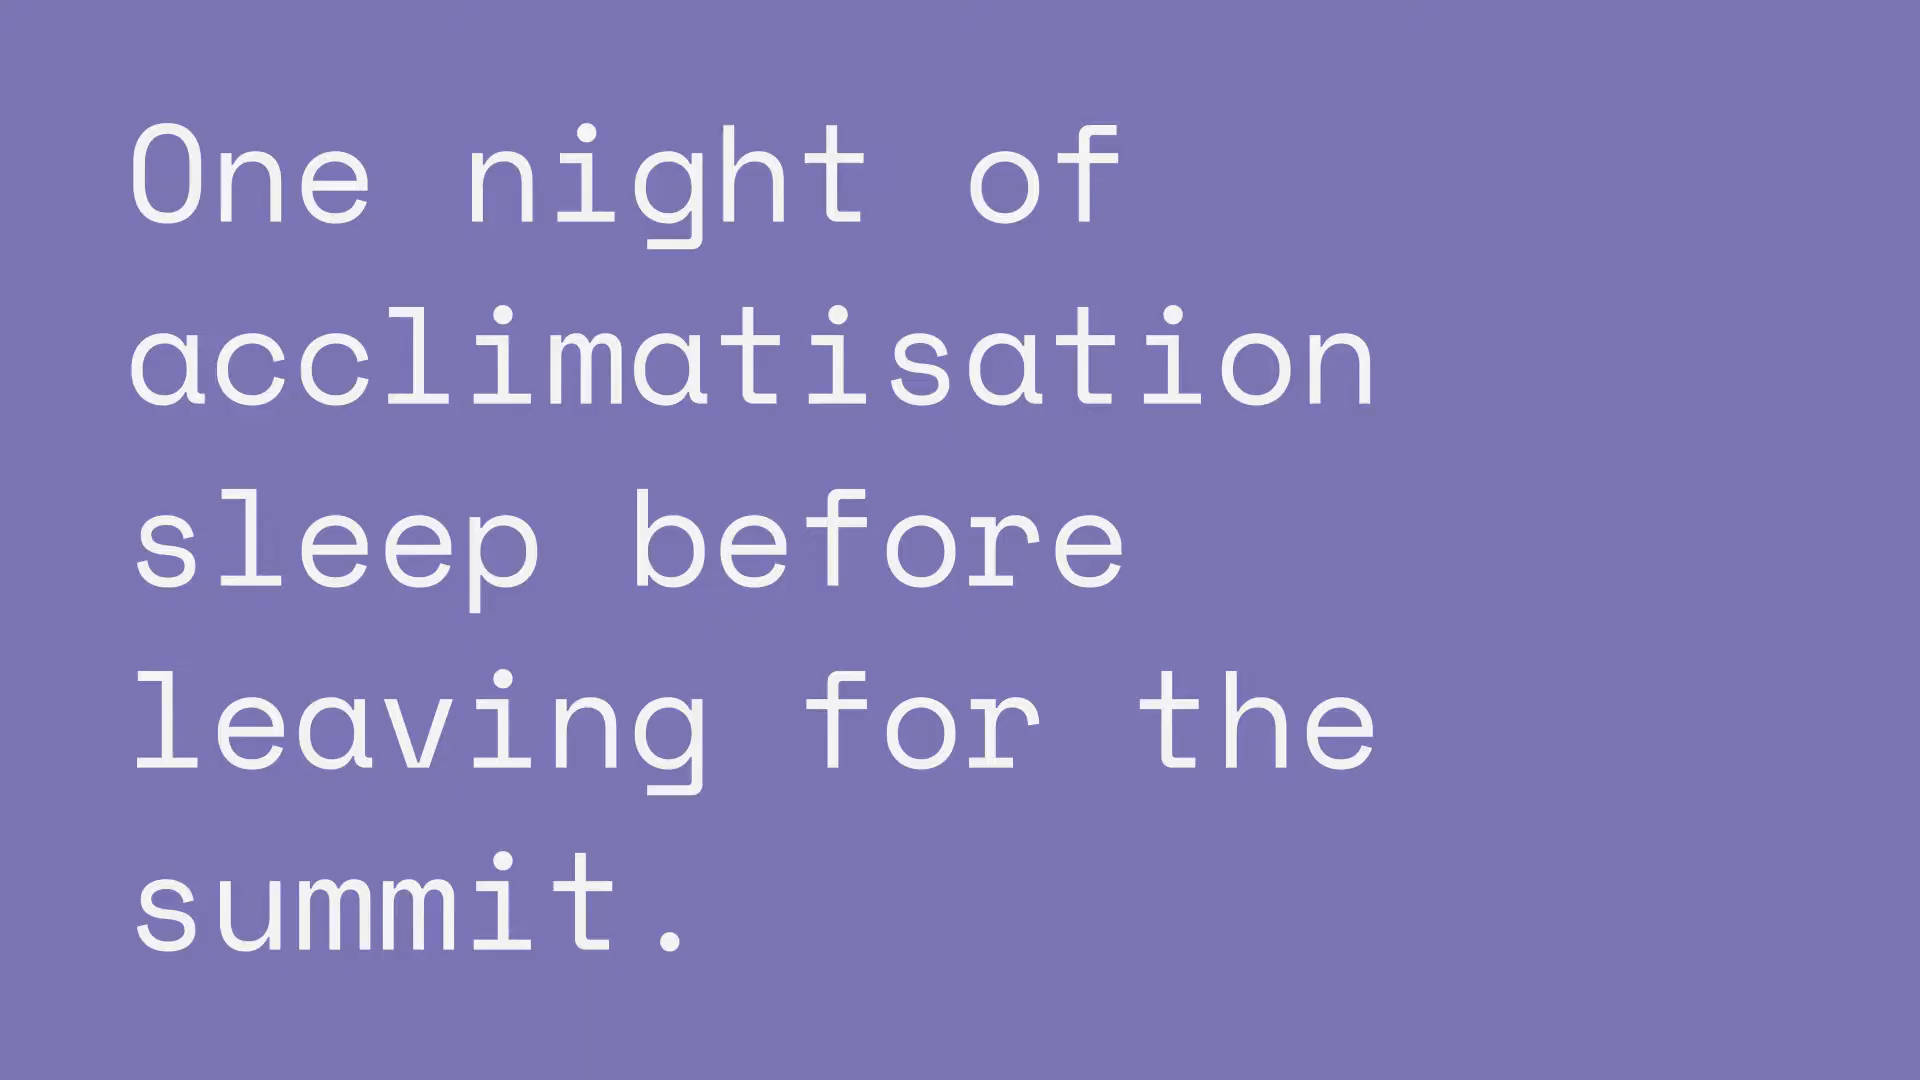 One night of
acclimatisation
sleep before
leaving for the
summit.